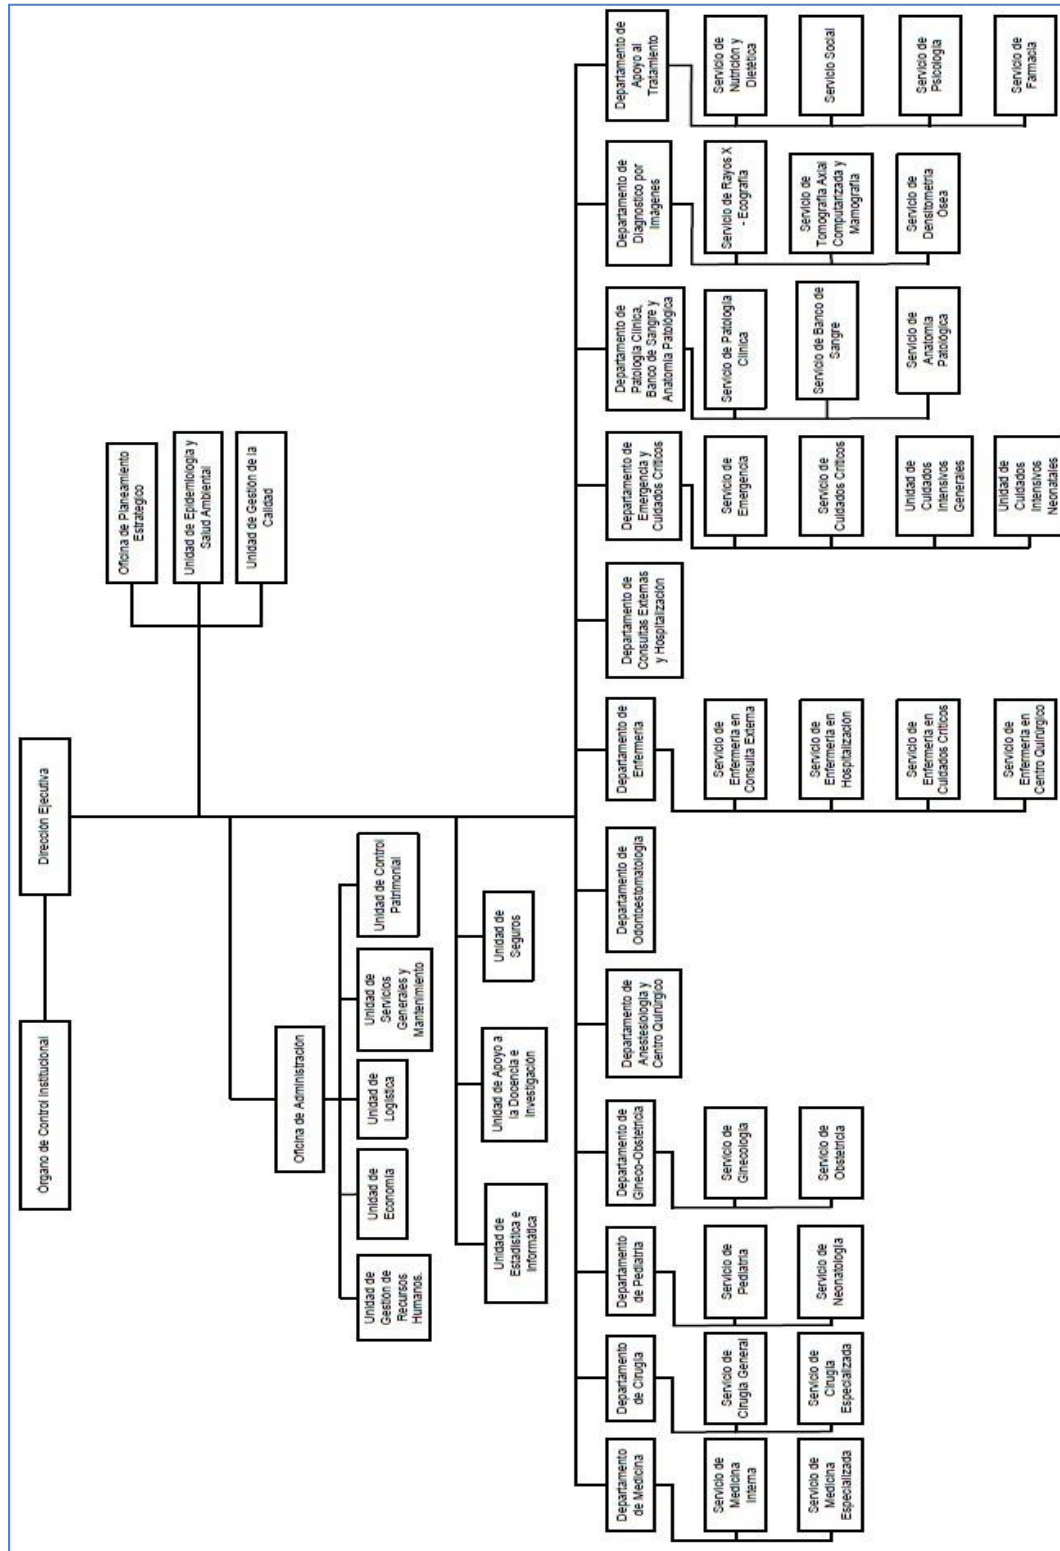 Órgano de Control Institucional
Dirección Ejecutiva
Oficina de Planeamiento
Estrategico
Unidad de Epidemiología y
Salud Ambiental
Unidad de Gestión de la
Calidad
Oficina de Administración
Unidad de
Gestión de
Recursos
Humanos.
Unidad de
Economía
Unidad de
Logística
Unidad de
Servicios
Generales y
Mantenimiento
Unidad de Control
Patrimonial
Unidad de
Estadística e
Informática
Unidad de Apoyo a
la Docencia e
Investigación
Unidad de
Seguros
Departamento
de Medicina
Servicio de
Medicina
Interna
Servicio de
Medicina
Especializada
Departamento
de Cirugía
Servicio de
Cirugía General
Servicio de
Cirugía
Especializada
Departamento
de Pediatría
Servicio de
Pediatría
Servicio de
Neonatología
Departamento de
Gineco-Obstetricia
Servicio de
Ginecología
Servicio de
Obstetricia
Departamento de
Anestesiología y
Centro Quirúrgico
Departamento de
Odontoestomatología
Departamento de
Enfermería
Servicio de
Enfermería en
Consulta Externa
Servicio de
Enfermería en
Hospitalización
Servicio de
Enfermería en
Cuidados Críticos
Servicio de
Enfermería en
Centro Quirúrgico
Departamento de
Consultas Externas
y Hospitalización
Departamento de
Emergencia y
Cuidados Críticos
Servicio de
Emergencia
Servicio de
Cuidados Críticos
Unidad de
Cuidados
Intensivos
Generales
Unidad de
Cuidados
Intensivos
Neonatales
Departamento de
Patología Clínica,
Banco de Sangre y
Anatomía Patológica
Servicio de Patología
Clínica
Servicio de Banco de
Sangre
Servicio de
Anatomía
Patológica
Departamento de
Diagnostico por
Imágenes
Servicio de Rayos X
- Ecografía
Servicio de
Tomografía Axial
Computarizada y
Mamografía
Servicio de
Densitometría
Ósea
Departamento de
Apoyo al
Tratamiento
Servicio de
Nutrición y
Dietética
Servicio Social
Servicio de
Psicología
Servicio de
Farmacia